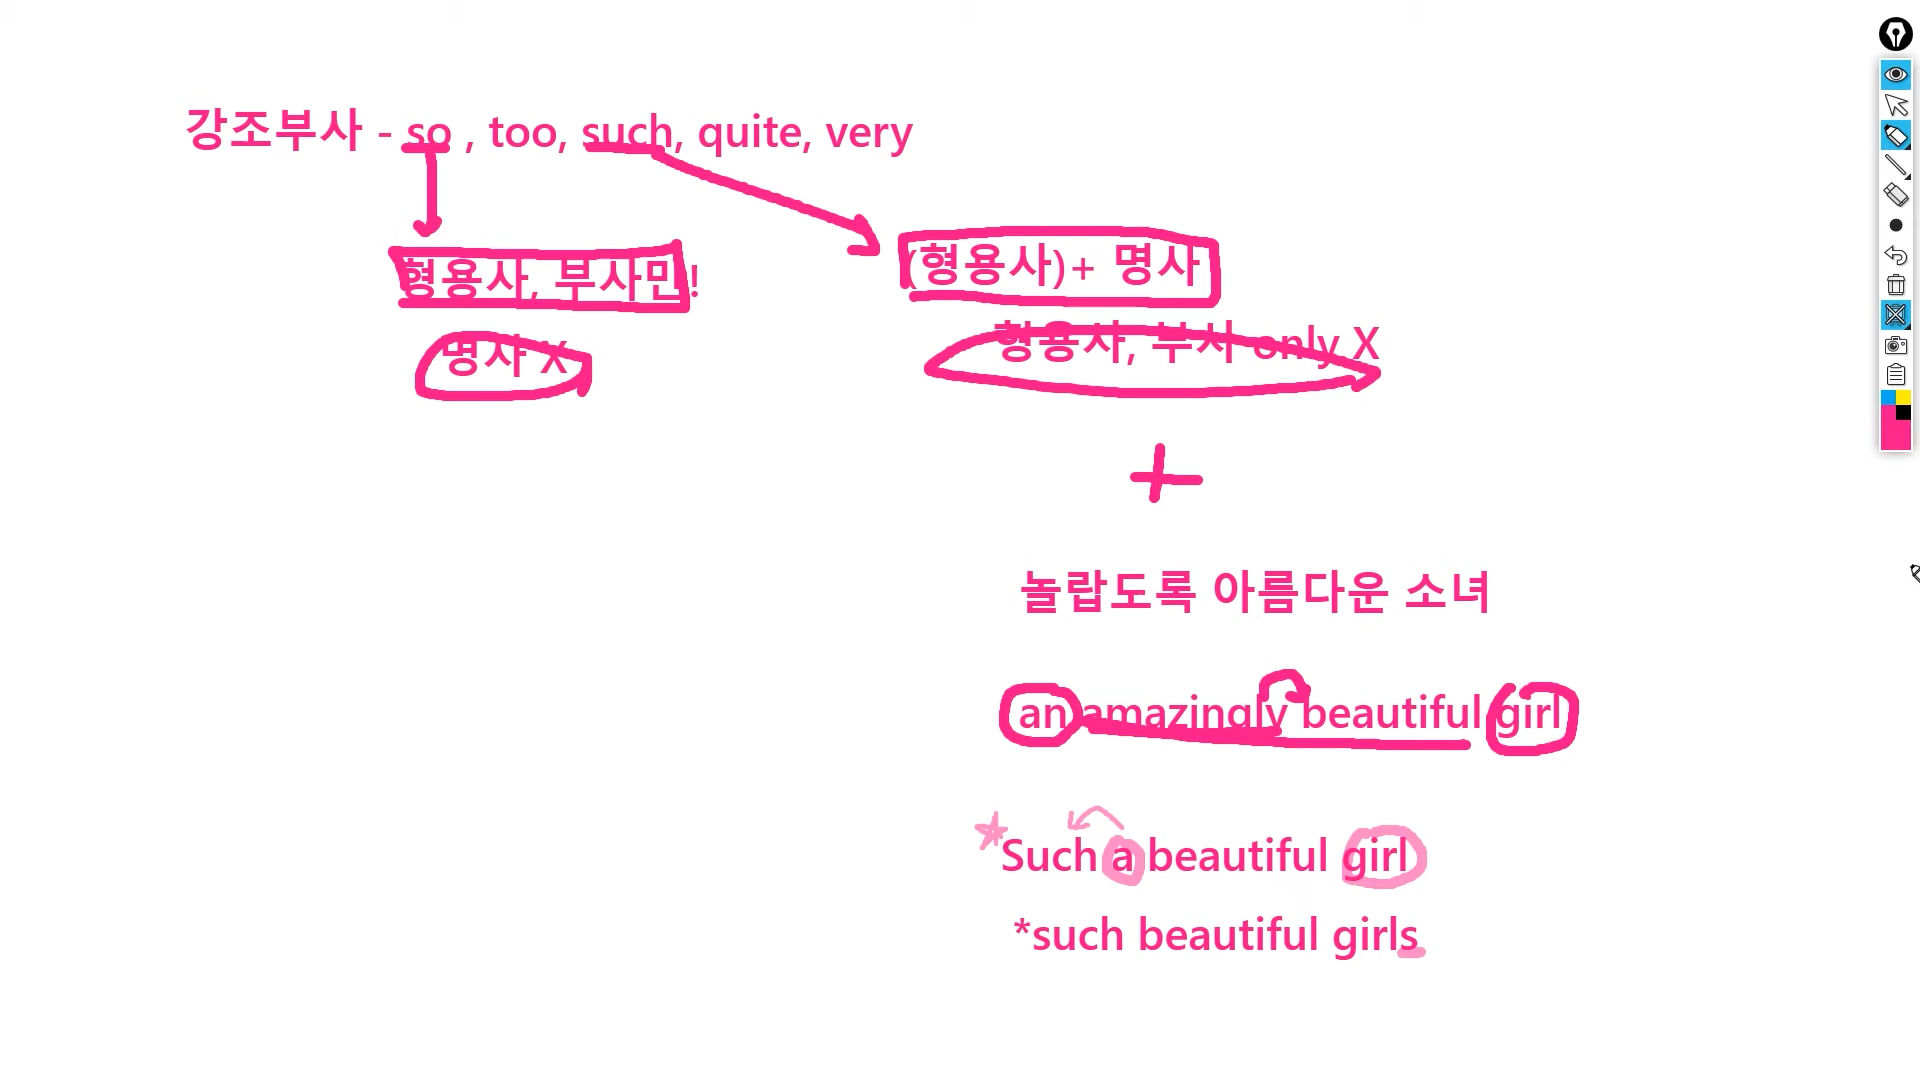 강조부사 - so , too, such, quite, very
형용사, 부사만!
(형용사)+ 명사
명사 X
형용사, 부사 only X
+
놀랍도록 아름다운 소녀
an amazingly beautiful girl
*Such a beautiful girl
*such beautiful girls